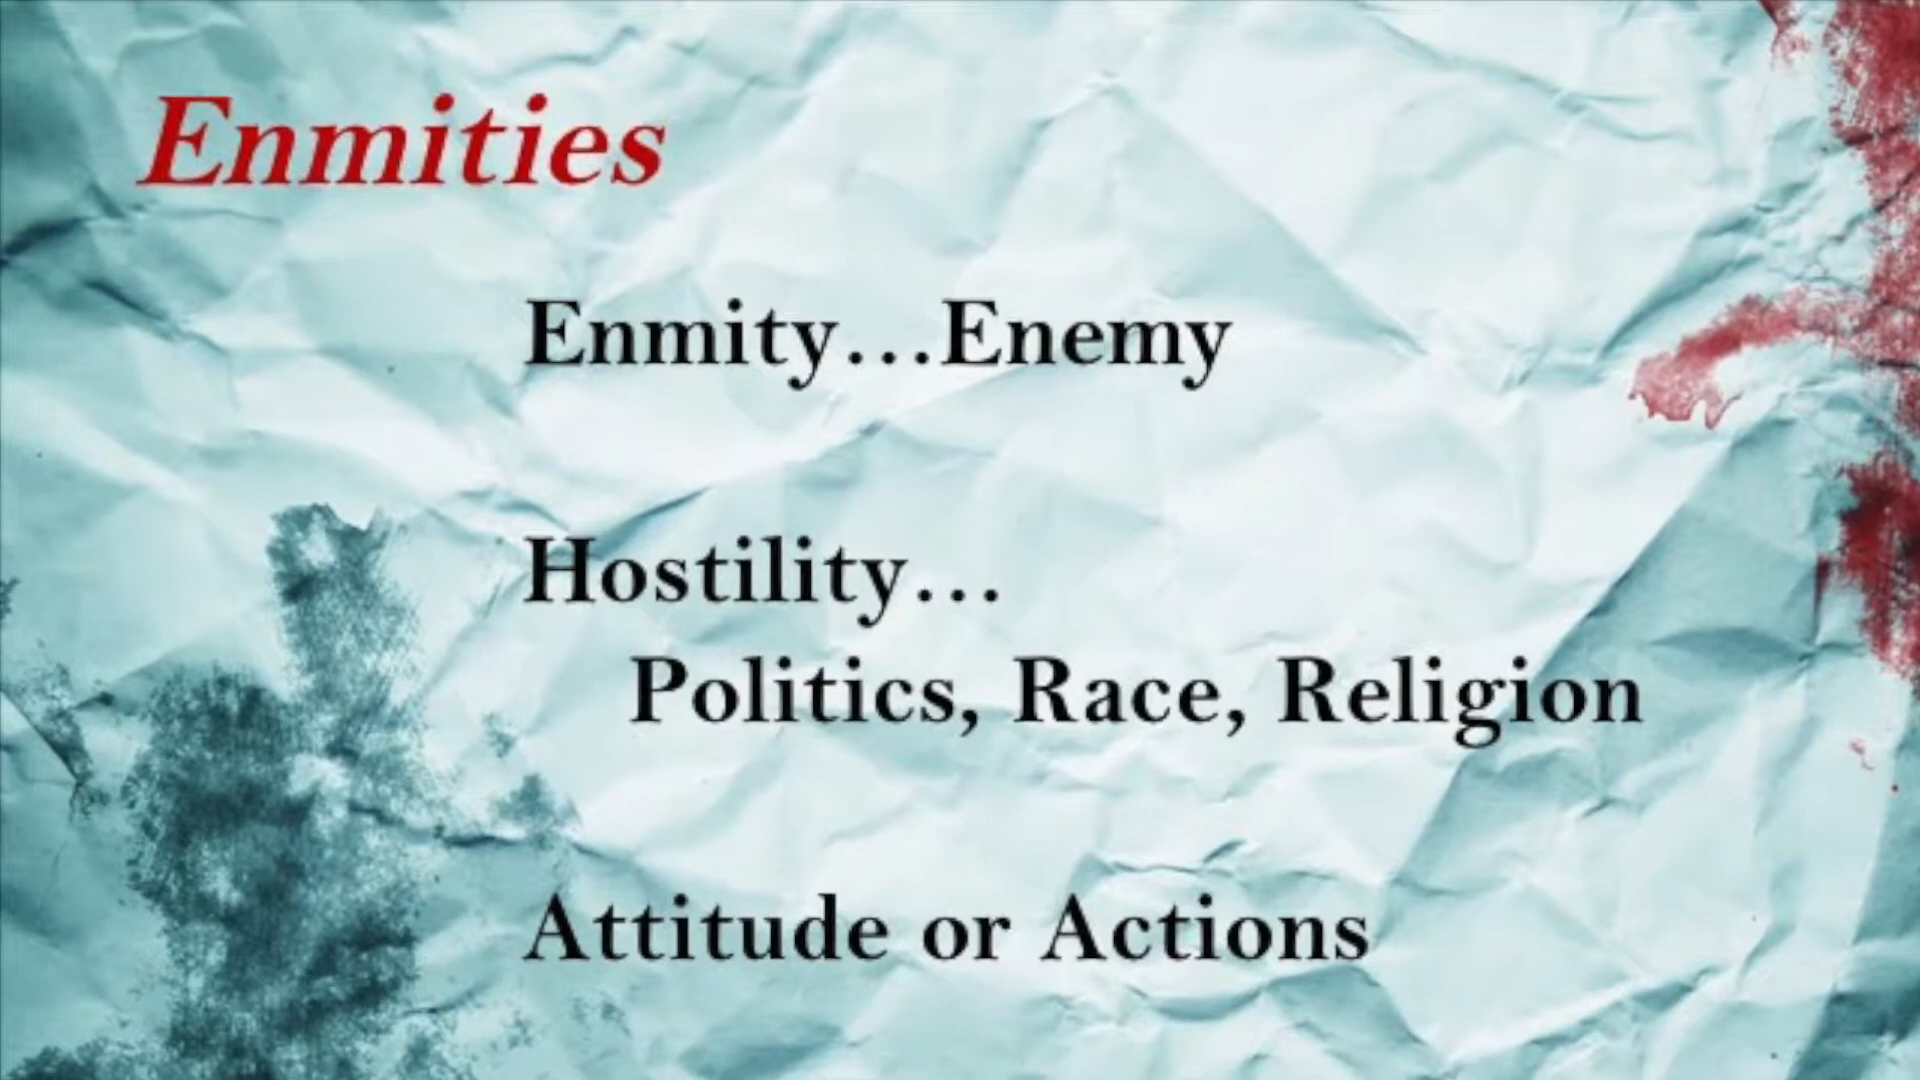 Enmities
Enmity...Enemy
Hostility...
Politics, Race, Religion
Attitude or Actions